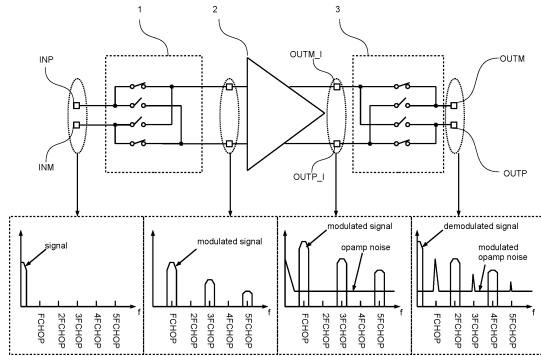 1
2
3
INP
OUTM_I
OUTM
INM
OUTP_I
OUTP
signal
f
FCHOP
2FCHOP
3FCHOP
4FCHOP
5FCHOP
modulated signal
f
FCHOP
2FCHOP
3FCHOP
4FCHOP
5FCHOP
modulated signal
opamp noise
f
FCHOP
2FCHOP
3FCHOP
4FCHOP
5FCHOP
demodulated signal
modulated
opamp noise
f
FCHOP
2FCHOP
3FCHOP
4FCHOP
5FCHOP